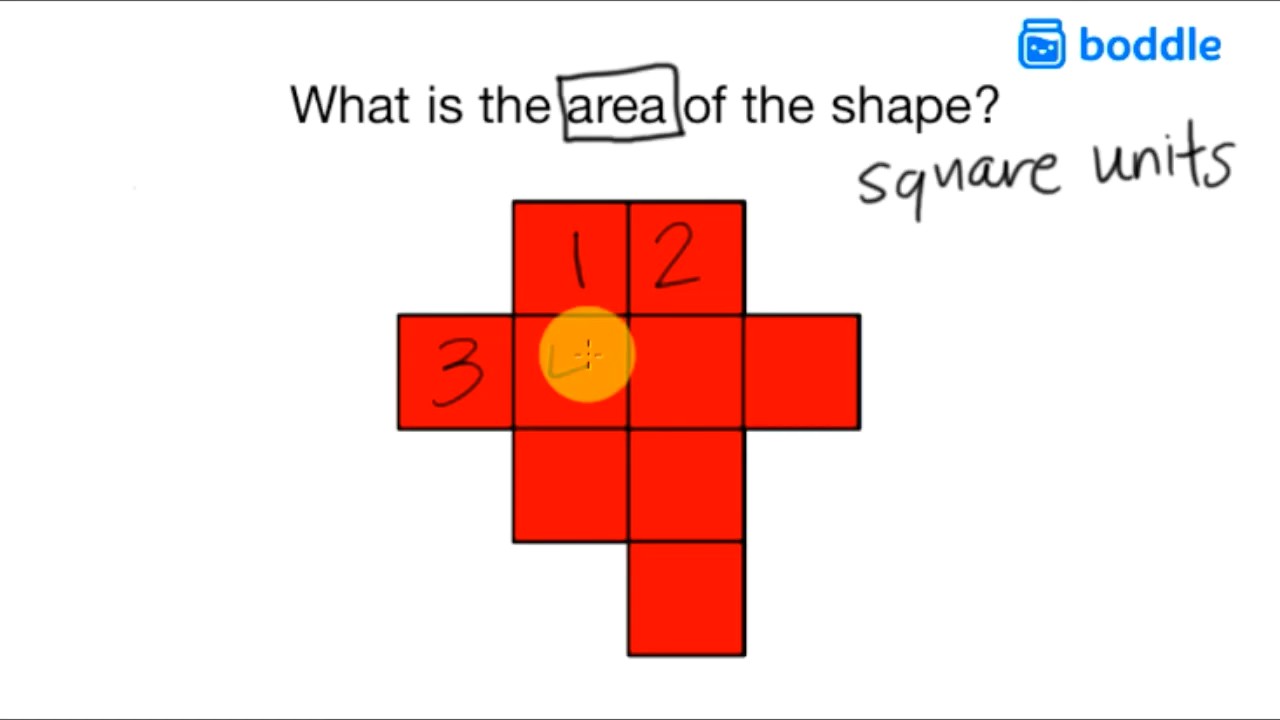 boddle
What is the area of the shape?
square units
1 2
3